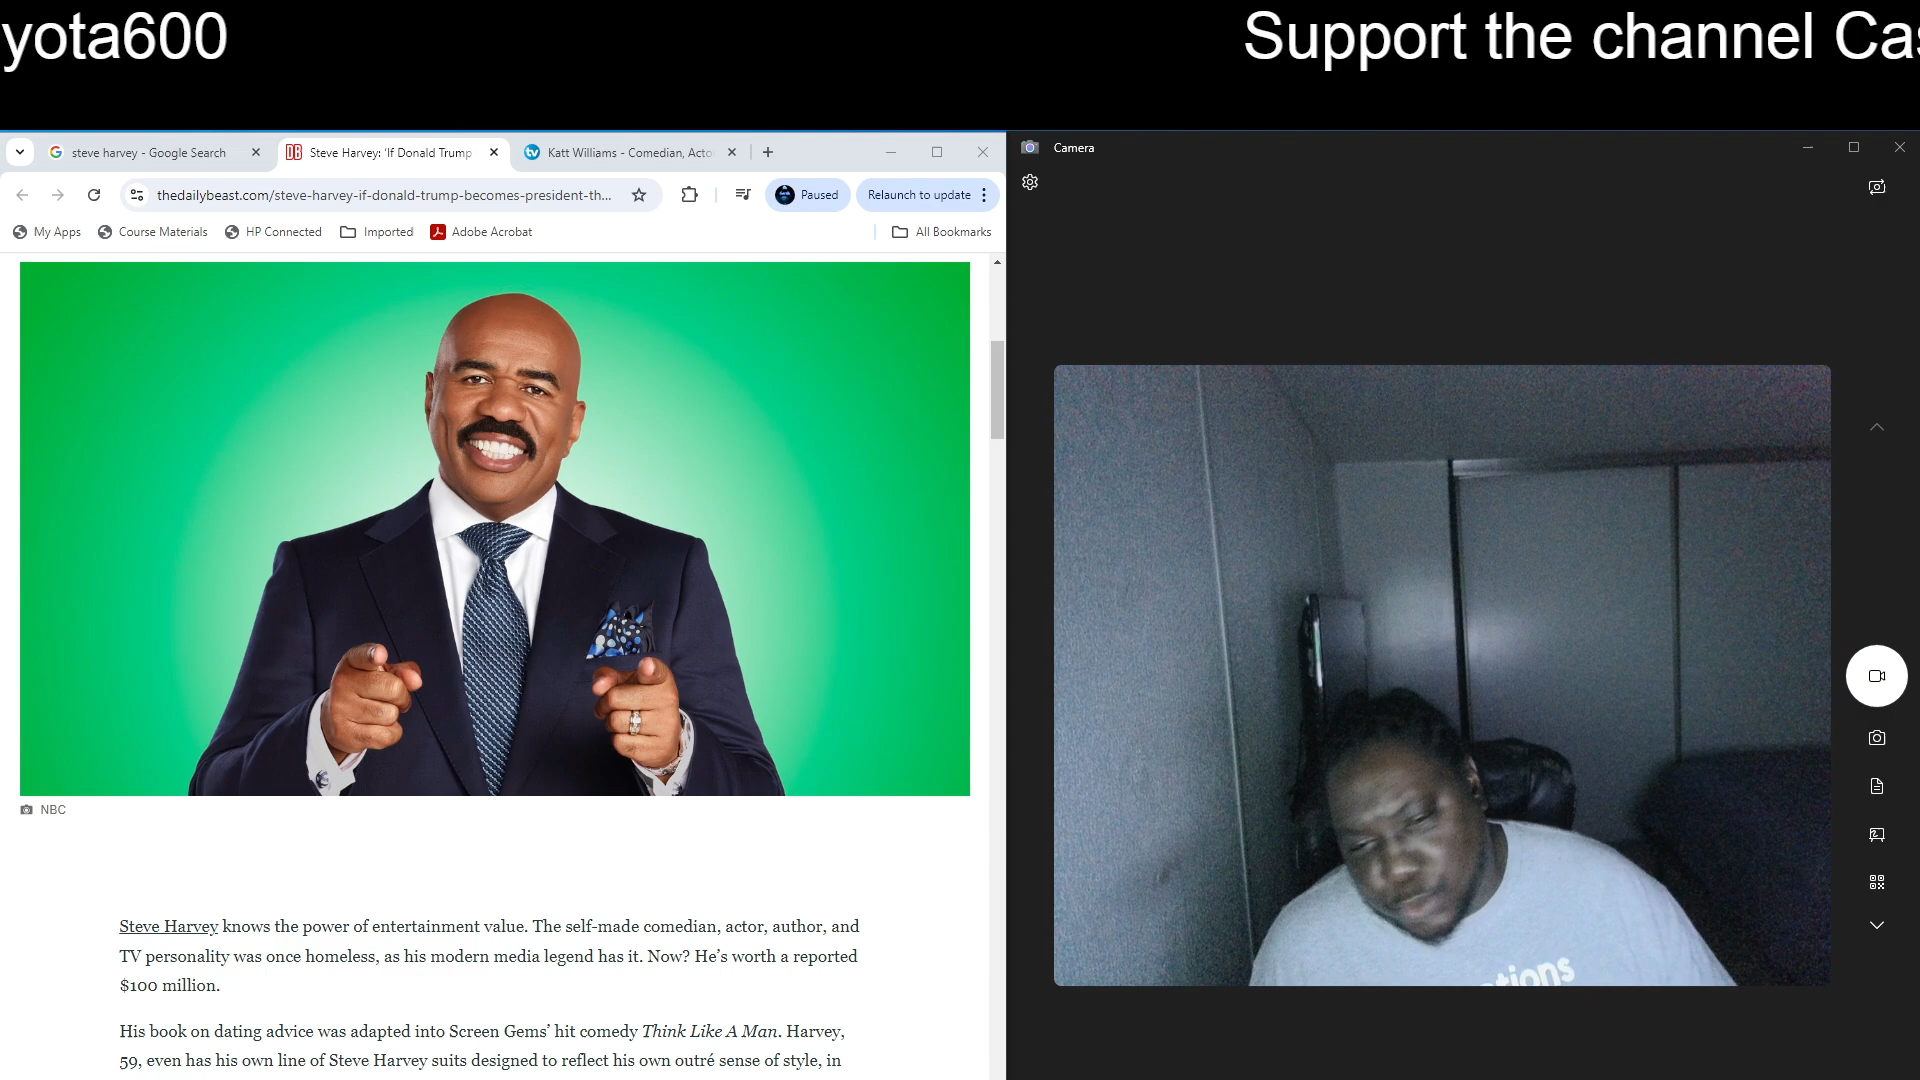 yota600
Support the channel Cas
steve harvey - Google Search
Steve Harvey: 'If Donald Trump
Katt Williams - Comedian, Acto
thedailybeast.com/steve-harvey-if-donald-trump-becomes-president-th...
Paused
Relaunch to update
My Apps
Course Materials
HP Connected
Imported
Adobe Acrobat
All Bookmarks
Camera
NBC
Steve Harvey knows the power of entertainment value. The self-made comedian, actor, author, and
TV personality was once homeless, as his modern media legend has it. Now? He's worth a reported
$100 million.
His book on dating advice was adapted into Screen Gems' hit comedy Think Like A Man. Harvey,
59, even has his own line of Steve Harvey suits designed to reflect his own outré sense of style, in
tions